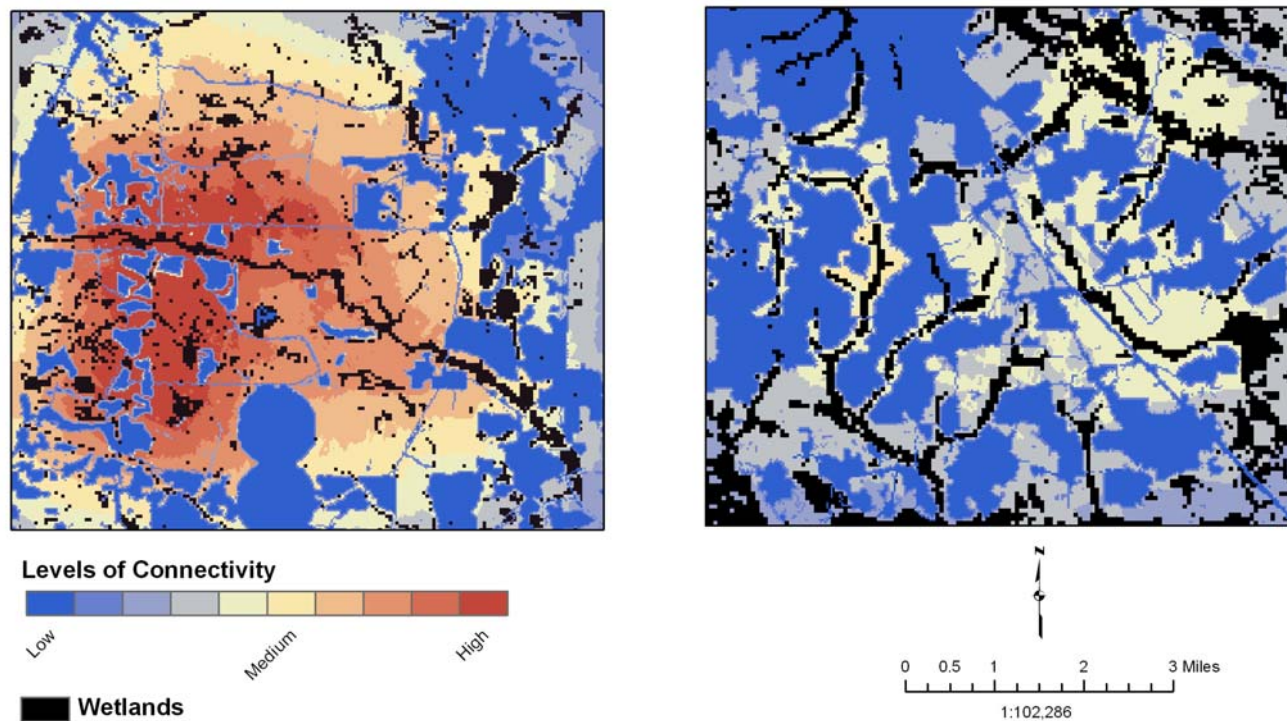 Levels of Connectivity
Low
Medium
High
Wetlands
N
0 0.5 1 2 3 Miles
1:102,286